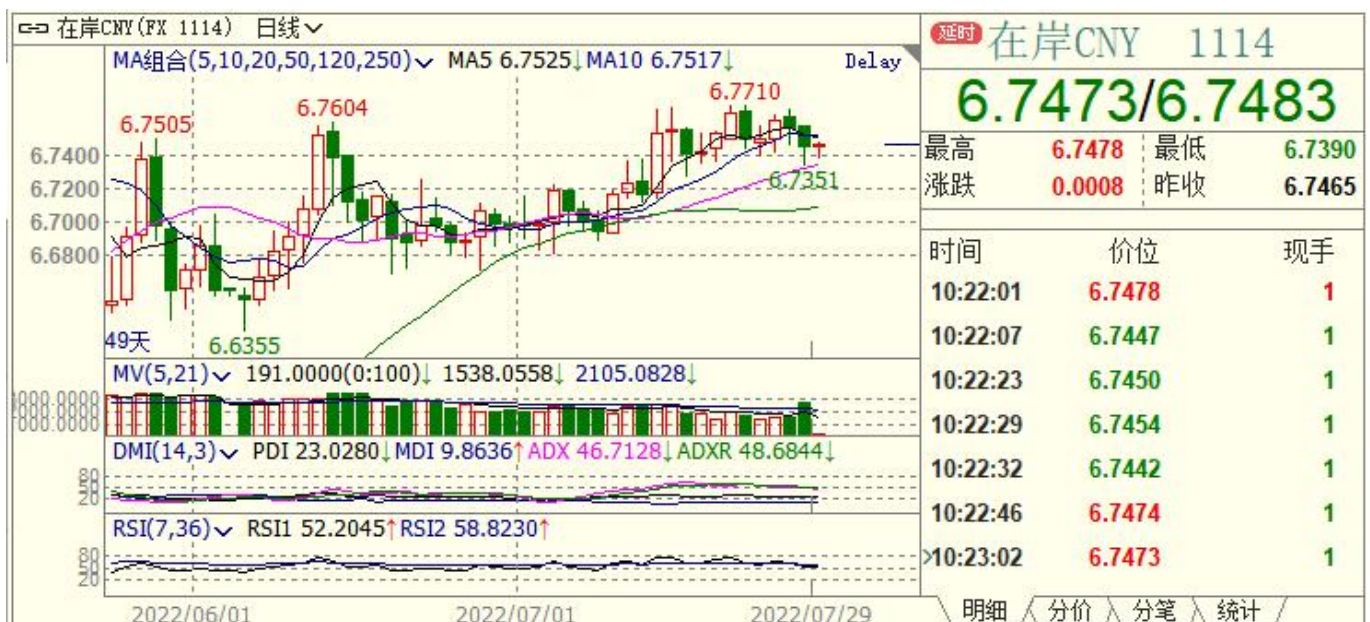 在岸CNY(FX 1114) 日线
MA组合(5,10,20,50,120,250) MA5 6.7525↓MA10 6.7517↓ Delay
6.7710
6.7604
6.7505
6.7400
6.7200
6.7351
6.7000
6.6800
49天
6.6355
MV(5,21) 191.0000(0:100)↓ 1538.0558↓ 2105.0828↓
DMI(14,3) PDI 23.0280↓MDI 9.8636↑ADX 46.7128↓ADXR 48.6844↓
80
20
RSI(7,36) RSI1 52.2045↑RSI2 58.8230↑
80
20
2022/06/01 2022/07/01 2022/07/29
延时 在岸CNY 1114
6.7473/6.7483
最高 6.7478 最低 6.7390
涨跌 0.0008 昨收 6.7465
时间 价位 现手
10:22:01 6.7478 1
10:22:07 6.7447 1
10:22:23 6.7450 1
10:22:29 6.7454 1
10:22:32 6.7442 1
10:22:46 6.7474 1
10:23:02 6.7473 1
明细 分价 分笔 统计